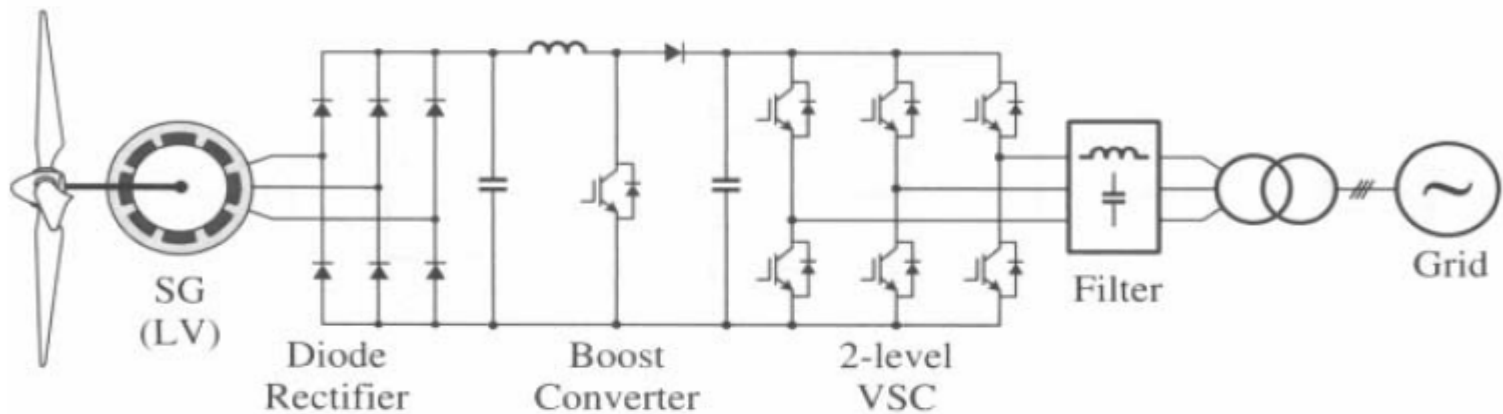 SG
(LV)
Diode
Rectifier
Boost
Converter
2-level
VSC
Filter
Grid